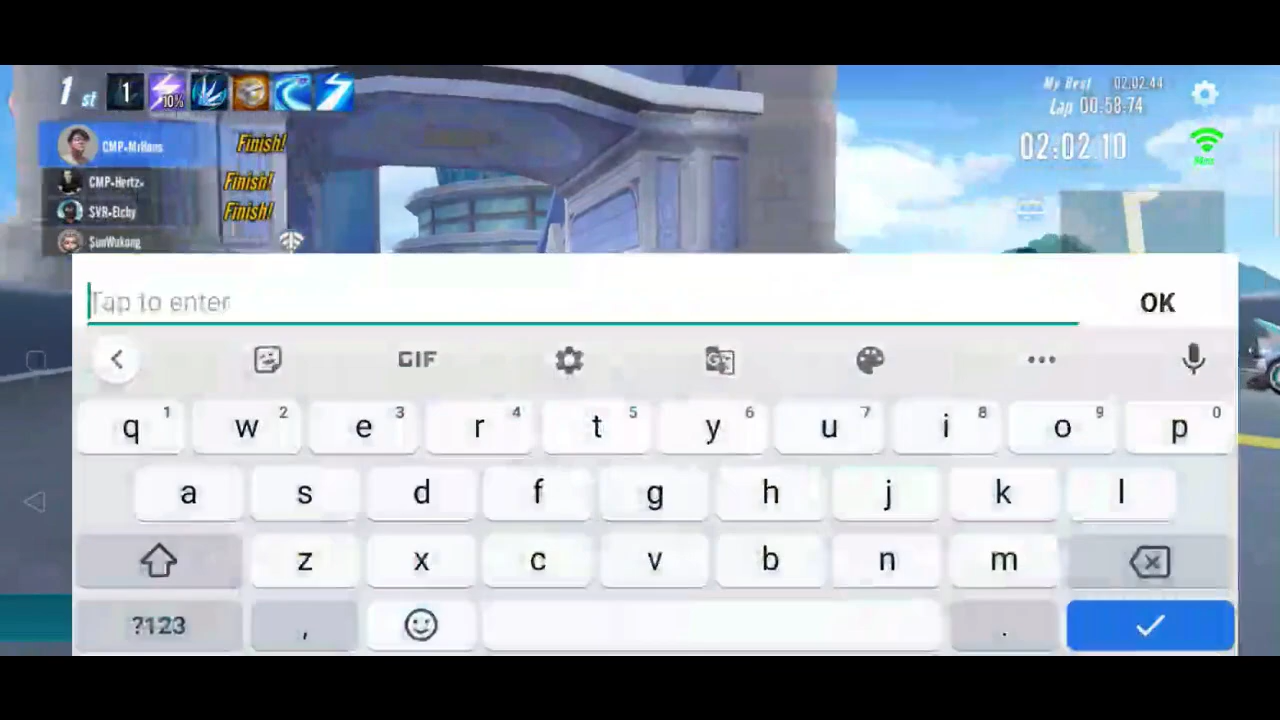 1 st 1 10%
My Best 02:02.44
Lap 00:58:74
02:02.10
CMP•MrHans Finish!
CMP•Hertz• Finish!
SVR•Elchy Finish!
SunWukong
Tap to enter OK
GIF
q 1 w 2 e 3 r 4 t 5 y 6 u 7 i 8 o 9 p 0
a s d f g h j k l
z x c v b n m
?123 , .